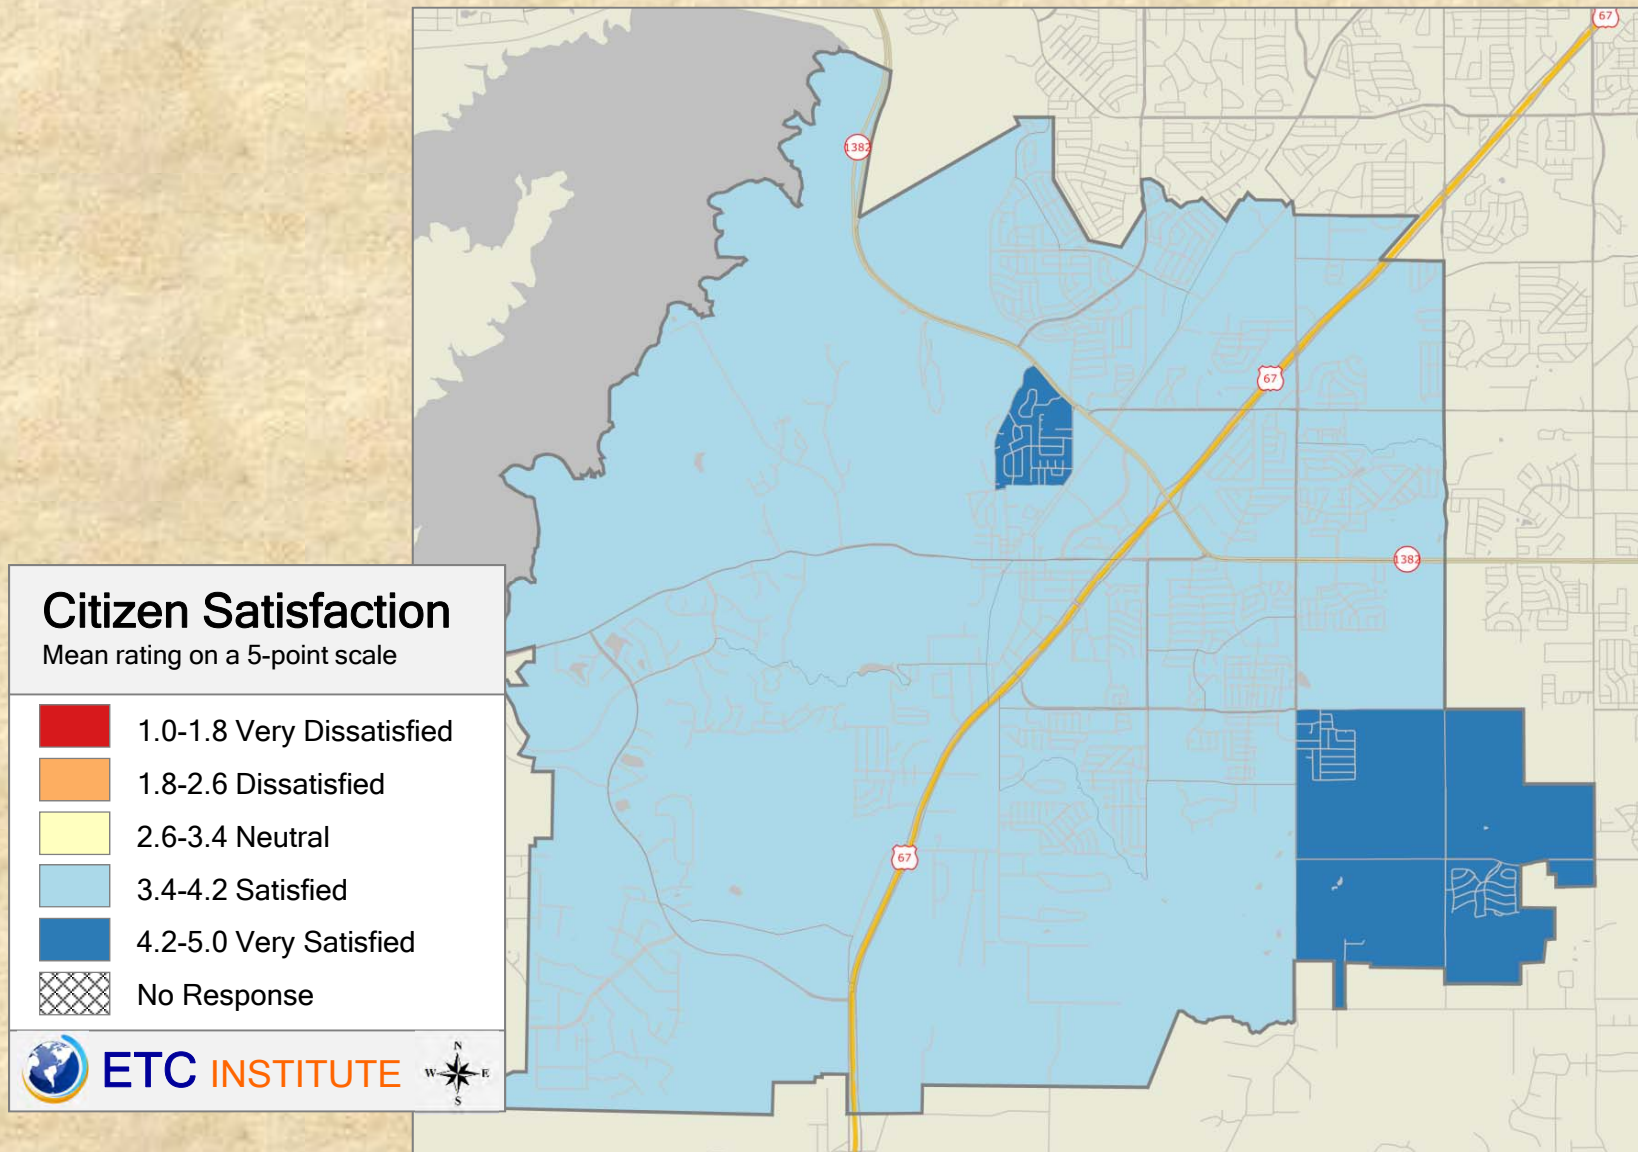 67
1382
67
1382
67
Citizen Satisfaction
Mean rating on a 5-point scale
1.0-1.8 Very Dissatisfied
1.8-2.6 Dissatisfied
2.6-3.4 Neutral
3.4-4.2 Satisfied
4.2-5.0 Very Satisfied
No Response
ETC INSTITUTE
N
W E
S